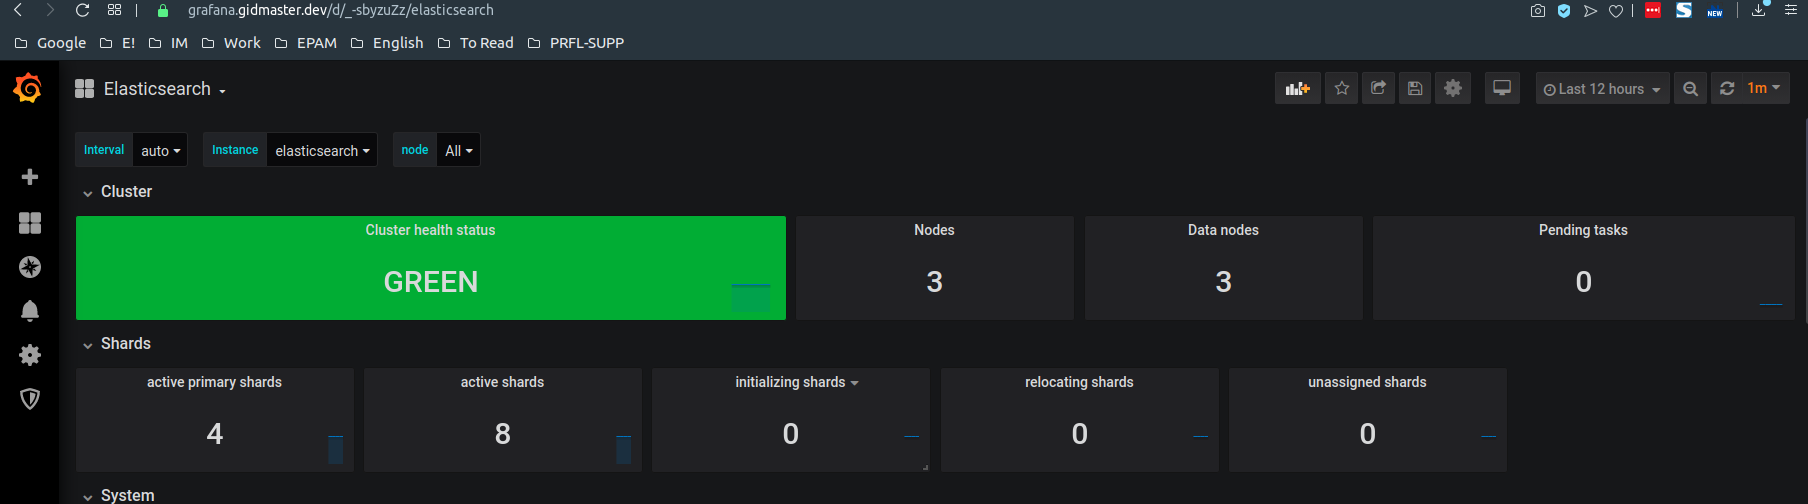 grafana.gidmaster.dev/d/_-sbyzuZz/elasticsearch
S NEW
Google E! IM Work EPAM English To Read PRFL-SUPP
Elasticsearch
Last 12 hours 1m
Interval auto Instance elasticsearch node All
Cluster
Cluster health status Nodes Data nodes Pending tasks
GREEN 3 3 0
Shards
active primary shards active shards initializing shards relocating shards unassigned shards
4 8 0 0 0
System